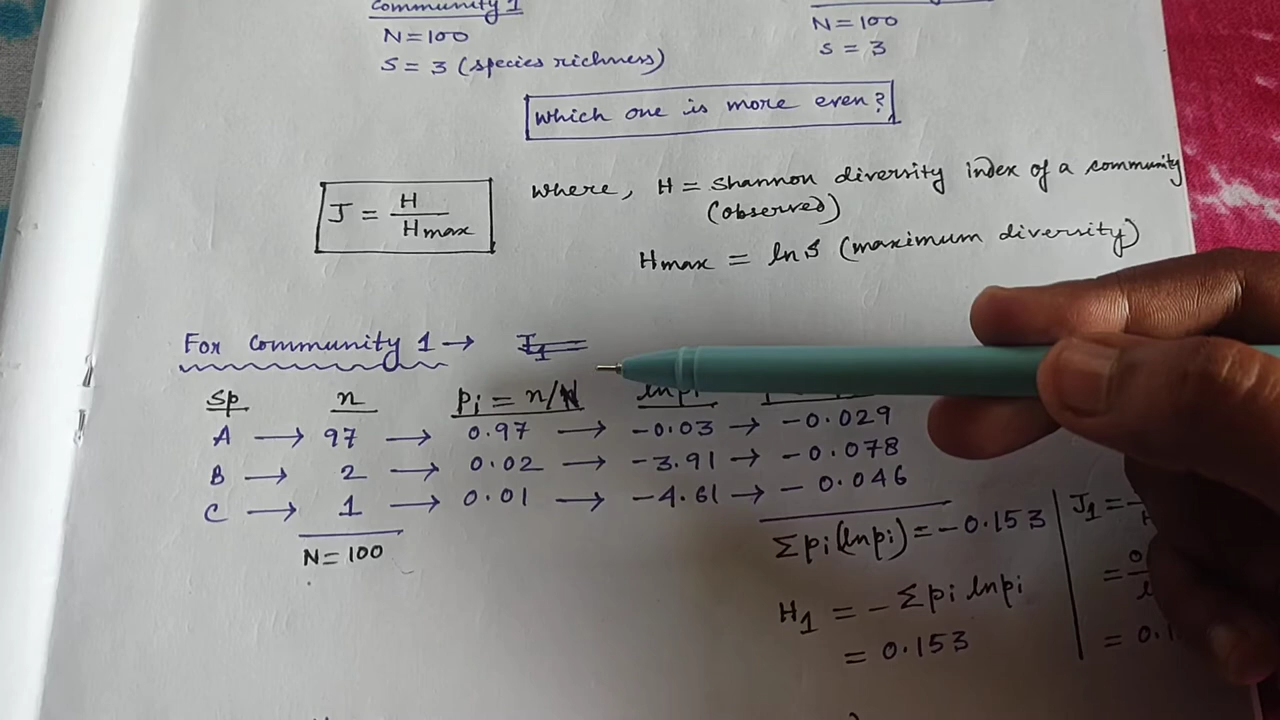 Community 1
N=100
N=100
S = 3 (species richness)
S = 3
Which one is more even?
J = H / Hmax
where, H = Shannon diversity index of a community
(observed)
Hmax = ln S (maximum diversity)
For Community 1 →
sp n pi = n/N lnpi
A → 97 → 0.97 → -0.03 → -0.029
B → 2 → 0.02 → -3.91 → -0.078
C → 1 → 0.01 → -4.61 → -0.046
N=100
Σpi(lnpi) = -0.153
J1 =
H1 = -Σpi lnpi
= 0.153